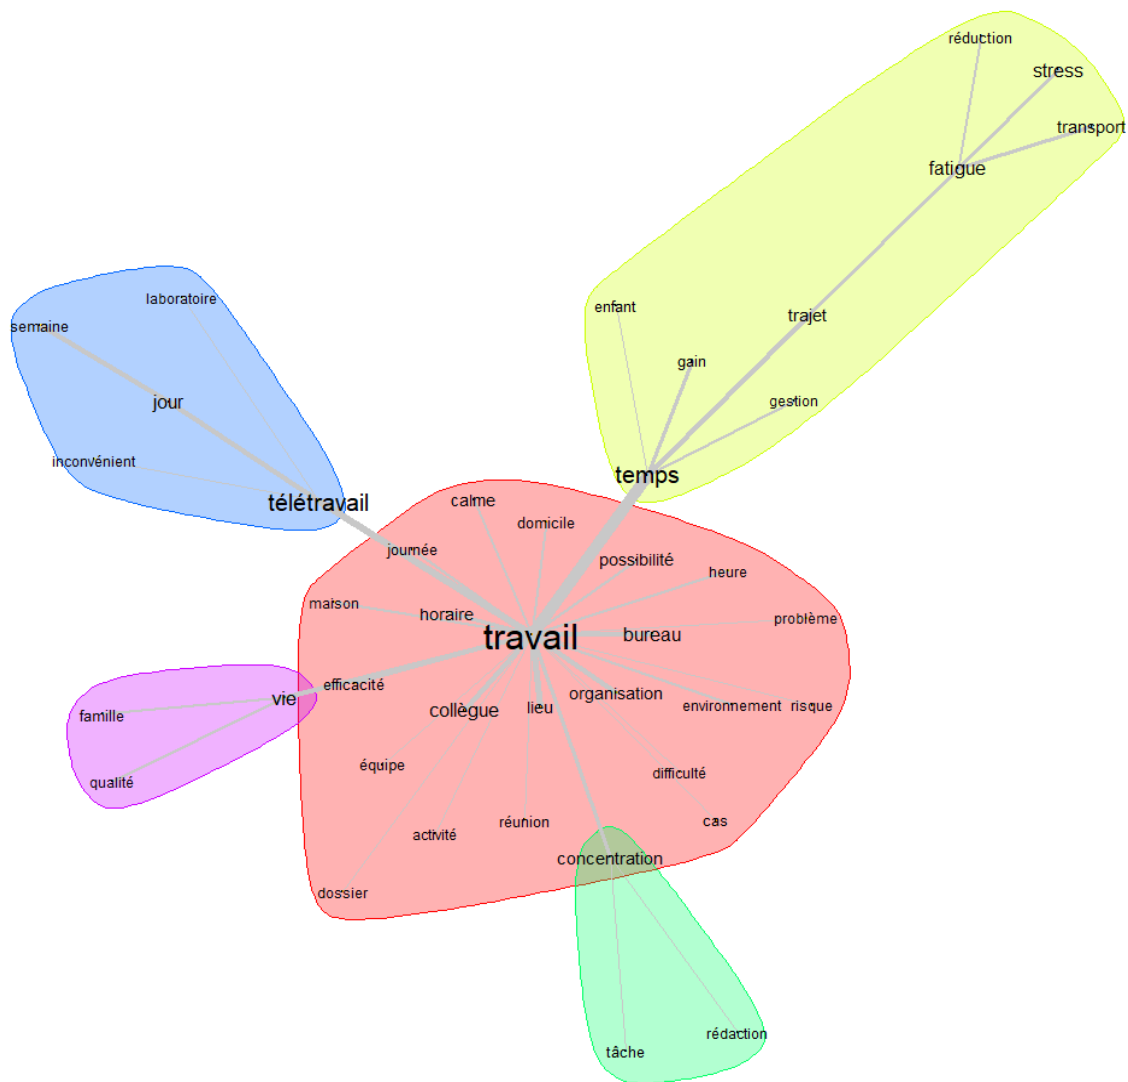 réduction
stress
transport
fatigue
laboratoire
enfant
trajet
semaine
gain
jour
gestion
inconvénient
temps
télétravail
calme
domicile
journée
possibilité
heure
maison
horaire
problème
travail
bureau
efficacité
organisation
vie
collègue
lieu
environnement
risque
famille
équipe
difficulté
qualité
réunion
cas
activité
concentration
dossier
rédaction
tâche